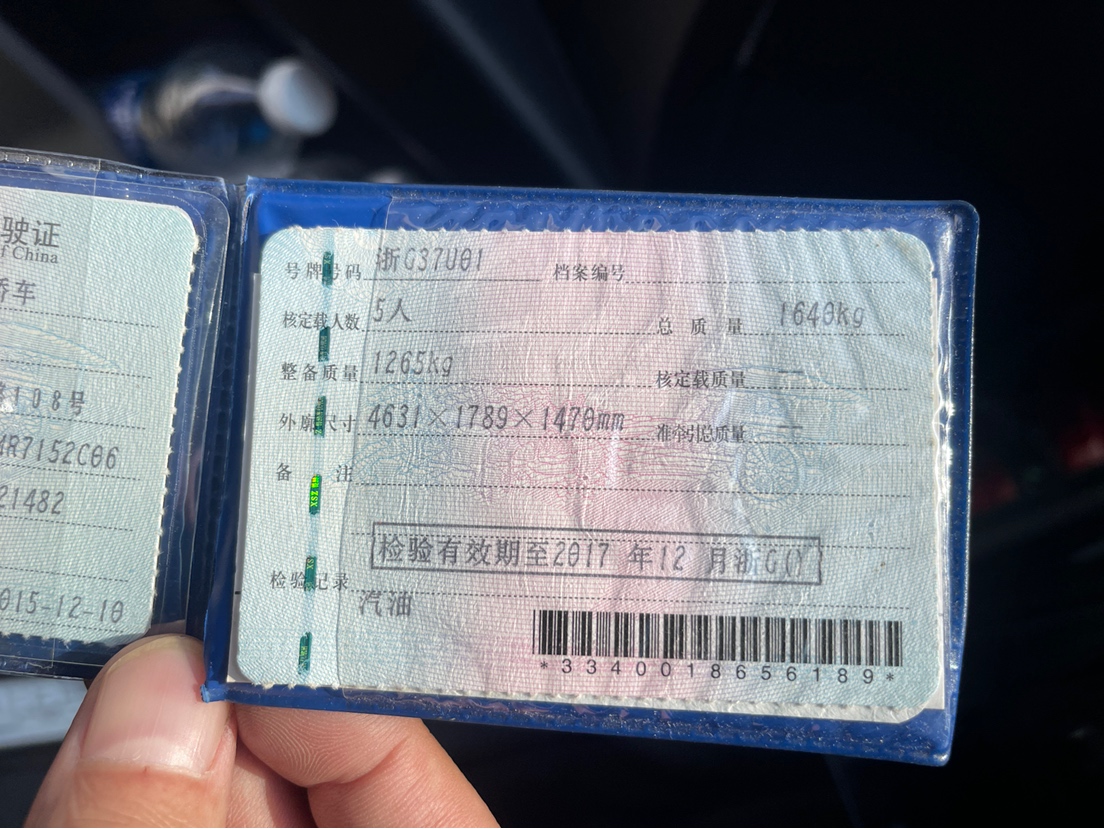 驶证
f China
轿车
108号
MR7152C06
21482
015-12-10
号牌号码 浙G37U01 档案编号
核定载人数 5人 总质量 1640kg
整备质量 1265kg 核定载质量 —
外廓尺寸 4631×1789×1470mm 准牵引总质量 —
备注
检验有效期至2017 年12 月浙G()
检验记录
汽油
*3340018656189*
XSZ